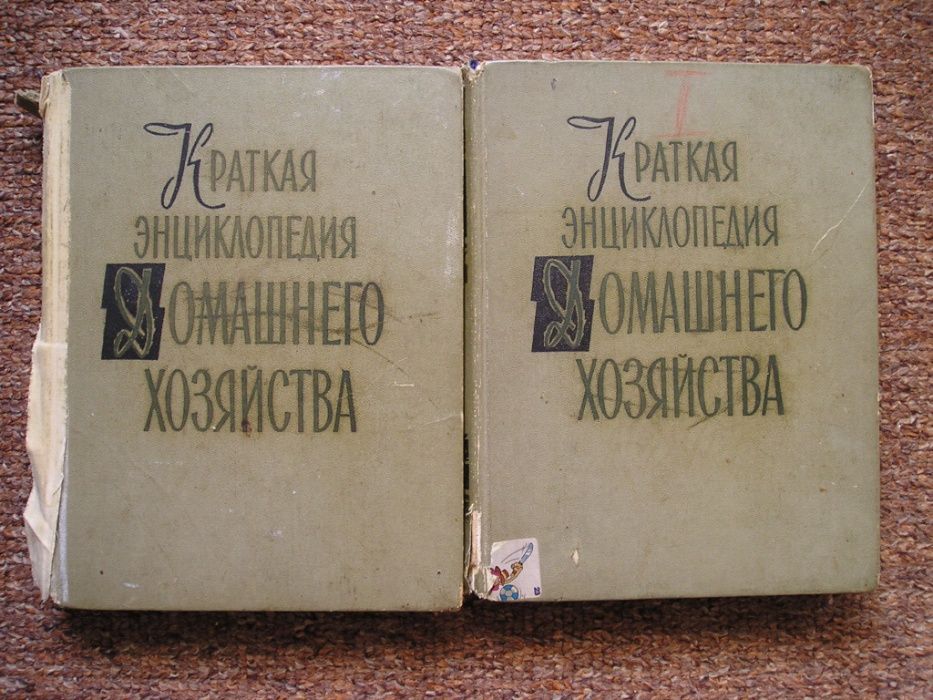 Краткая
энциклопедия
Домашнего
хозяйства
I
Краткая
энциклопедия
Домашнего
хозяйства